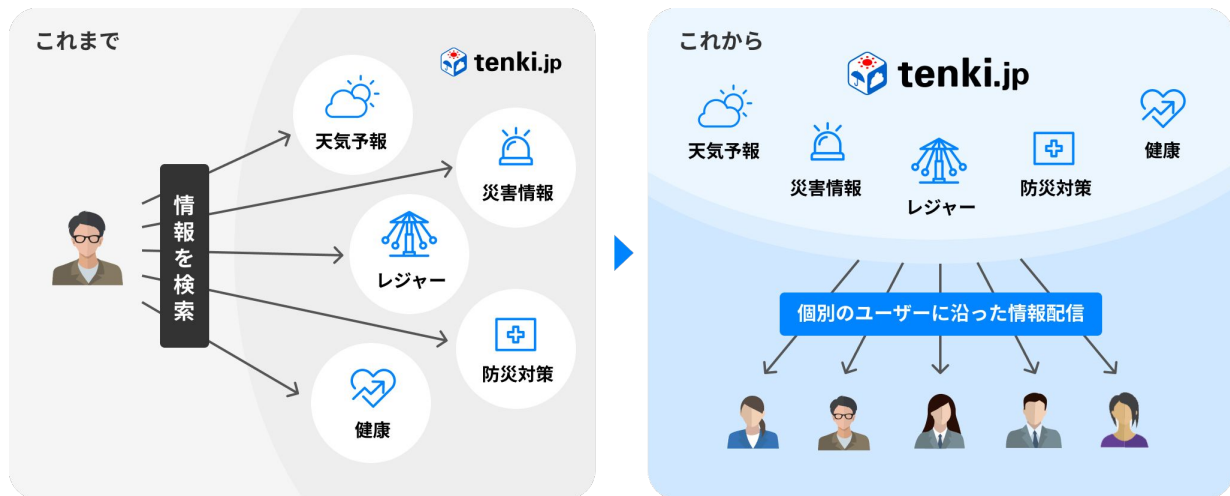 これまで
tenki.jp
天気予報
災害情報
情報を検索
レジャー
防災対策
健康
これから
tenki.jp
天気予報
災害情報
レジャー
防災対策
健康
個別のユーザーに沿った情報配信